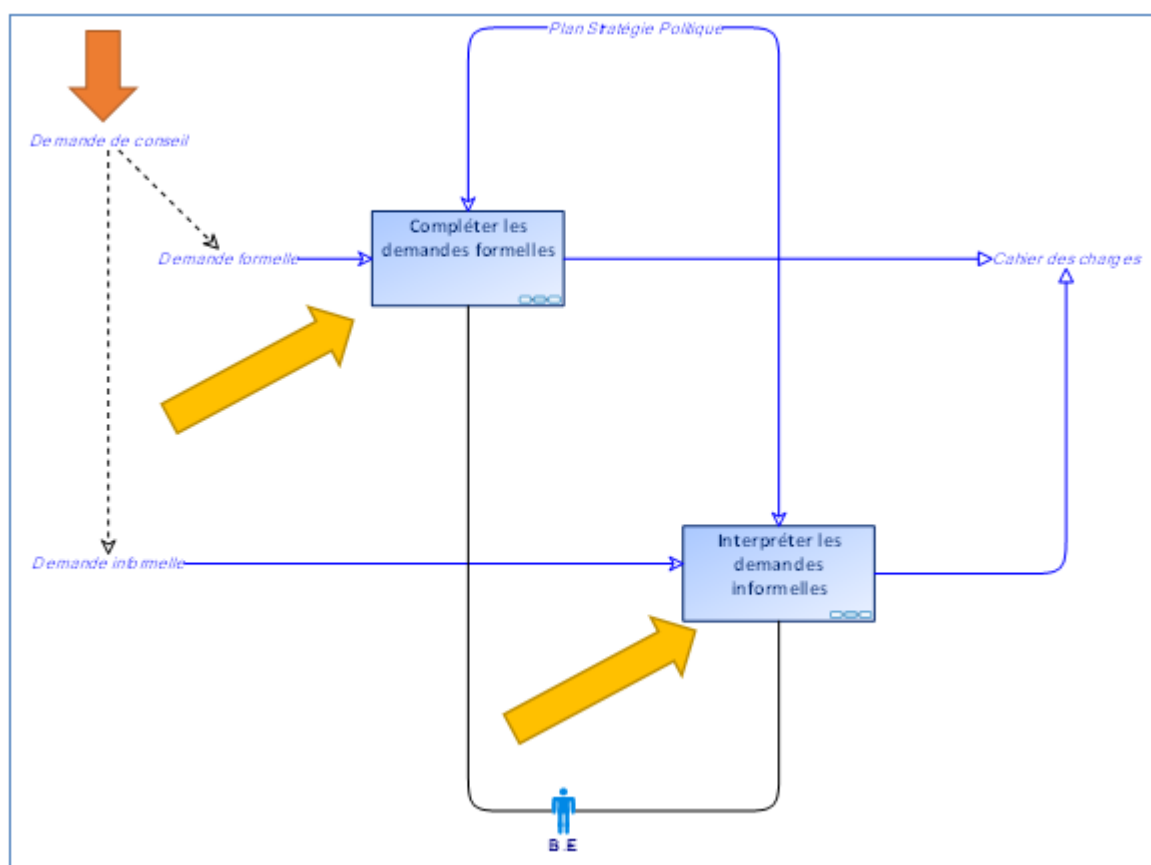 Plan Stratégie Politique
Demande de conseil
Compléter les
demandes formelles
Demande formelle
Cahier des charges
Interpréter les
demandes
informelles
Demande informelle
B.E